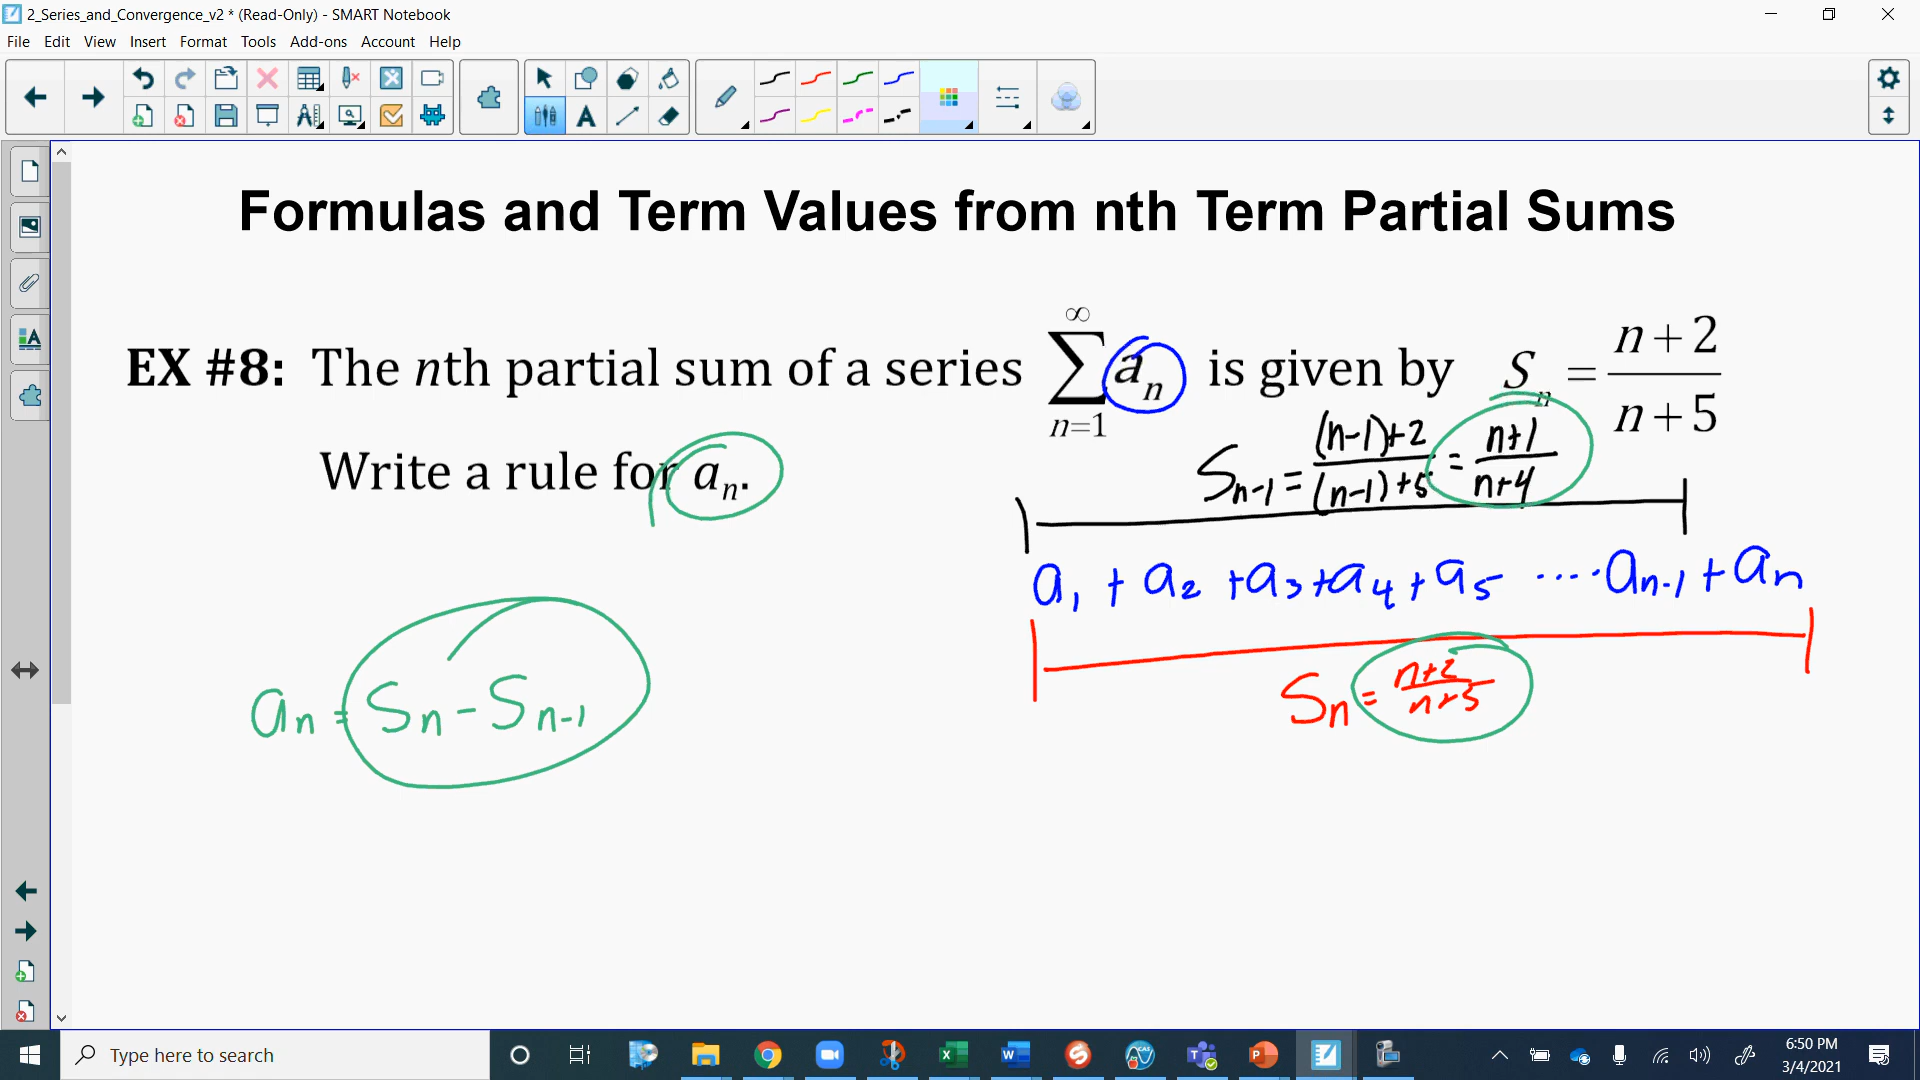 2_Series_and_Convergence_v2 * (Read-Only) - SMART Notebook
File Edit View Insert Format Tools Add-ons Account Help
Formulas and Term Values from nth Term Partial Sums
EX #8: The nth partial sum of a series ∑_{n=1}^{∞} a_n is given by S_n = (n+2)/(n+5)
Write a rule for a_n.
S_{n-1} = ((n-1)+2)/((n-1)+5) = (n+1)/(n+4)
a_1 + a_2 + a_3 + a_4 + a_5 ····· a_{n-1} + a_n
S_n = (n+2)/(n+5)
a_n = S_n - S_{n-1}
Type here to search
6:50 PM
3/4/2021